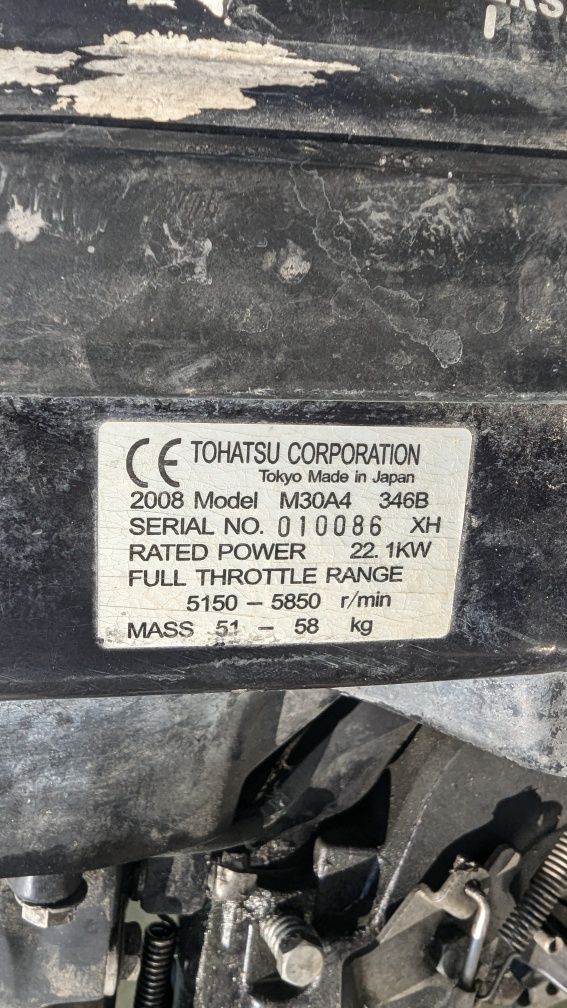 CE TOHATSU CORPORATION
Tokyo Made in Japan
2008 Model M30A4 346B
SERIAL NO. 010086 XH
RATED POWER 22.1KW
FULL THROTTLE RANGE
5150 – 5850 r/min
MASS 51 – 58 kg